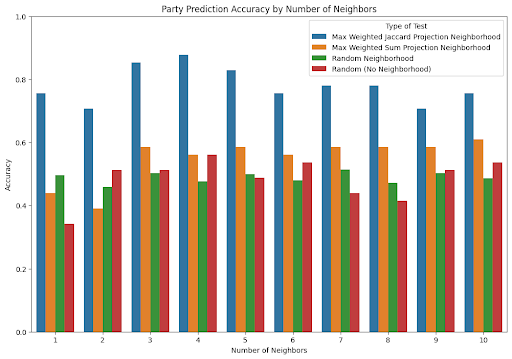 Party Prediction Accuracy by Number of Neighbors
Type of Test
Max Weighted Jaccard Projection Neighborhood
Max Weighted Sum Projection Neighborhood
Random Neighborhood
Random (No Neighborhood)
1.0
0.8
0.6
0.4
0.2
0.0
Accuracy
1 2 3 4 5 6 7 8 9 10
Number of Neighbors